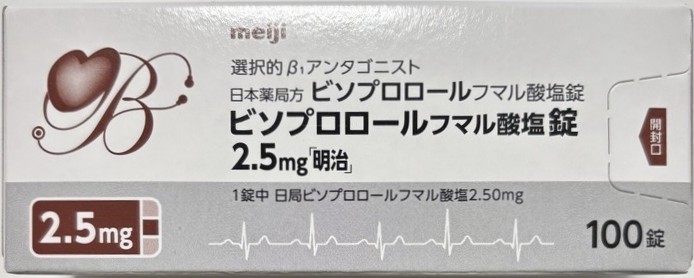 meiji
選択的β₁アンタゴニスト
日本薬局方 ビソプロロールフマル酸塩錠
ビソプロロールフマル酸塩錠
2.5mg「明治」
1錠中 日局ビソプロロールフマル酸塩2.50mg
2.5mg
100錠
開封口